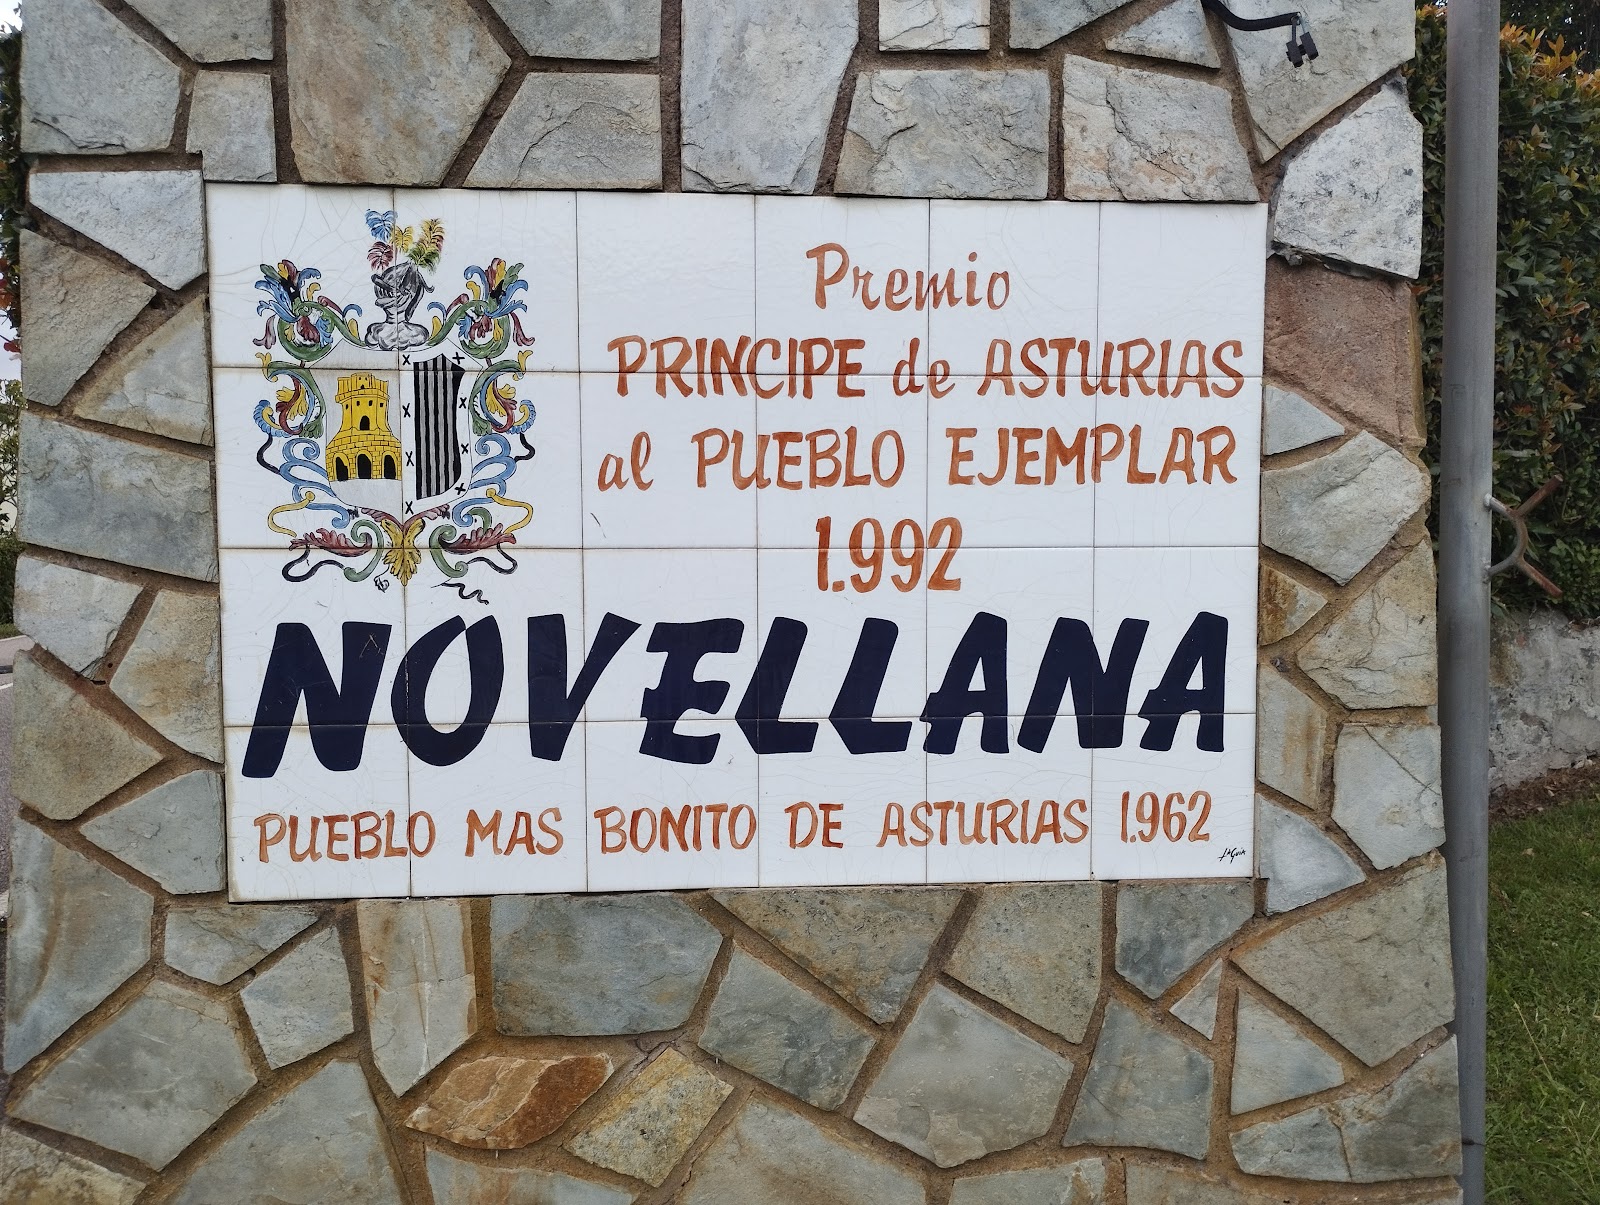 Premio
PRINCIPE de ASTURIAS
al PUEBLO EJEMPLAR
1.992
NOVELLANA
PUEBLO MAS BONITO DE ASTURIAS 1.962